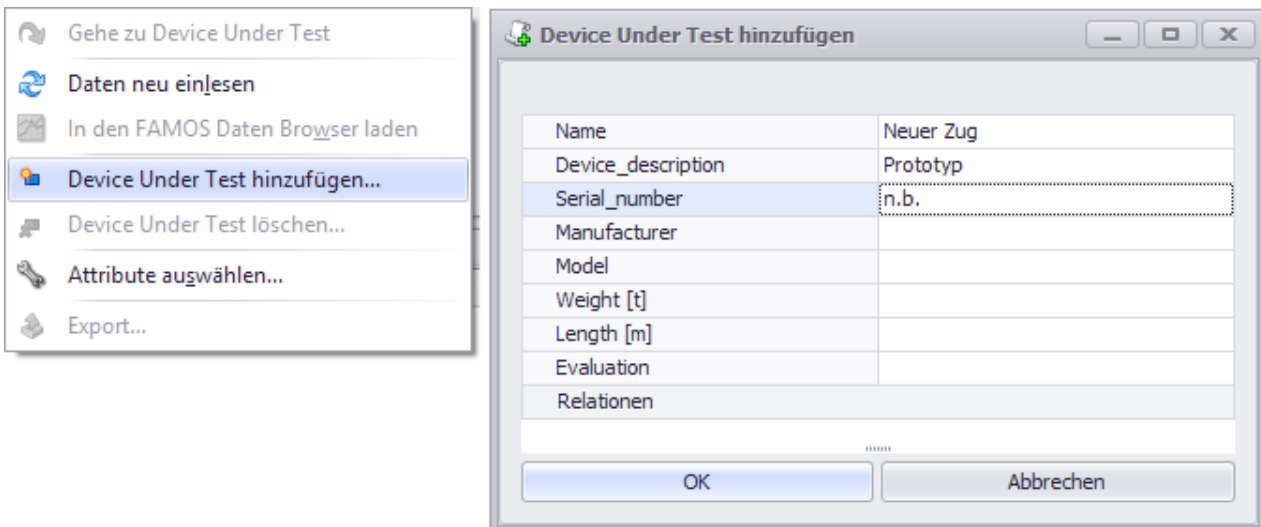 Gehe zu Device Under Test
Daten neu einlesen
In den FAMOS Daten Browser laden
Device Under Test hinzufügen...
Device Under Test löschen...
Attribute auswählen...
Export...
Device Under Test hinzufügen
Name Neuer Zug
Device_description Prototyp
Serial_number n.b.
Manufacturer
Model
Weight [t]
Length [m]
Evaluation
Relationen
OK Abbrechen